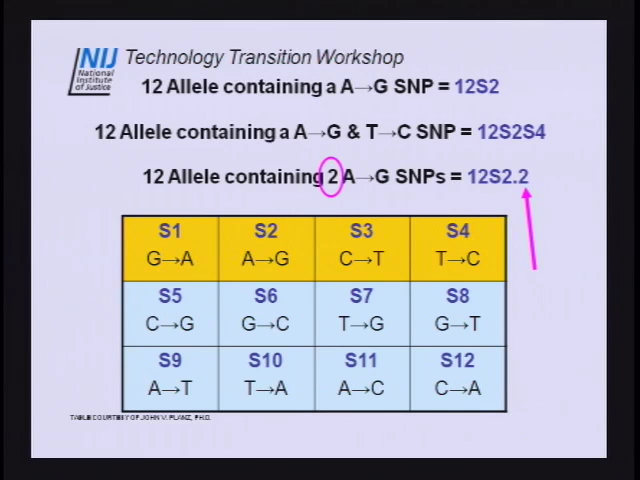 NIJ
National
Institute
of Justice
Technology Transition Workshop
12 Allele containing a A→G SNP = 12S2
12 Allele containing a A→G & T→C SNP = 12S2S4
12 Allele containing 2 A→G SNPs = 12S2.2
S1 S2 S3 S4
G→A A→G C→T T→C
S5 S6 S7 S8
C→G G→C T→G G→T
S9 S10 S11 S12
A→T T→A A→C C→A
TABLE COURTESY OF JOHN V. PLANZ, PH.D.